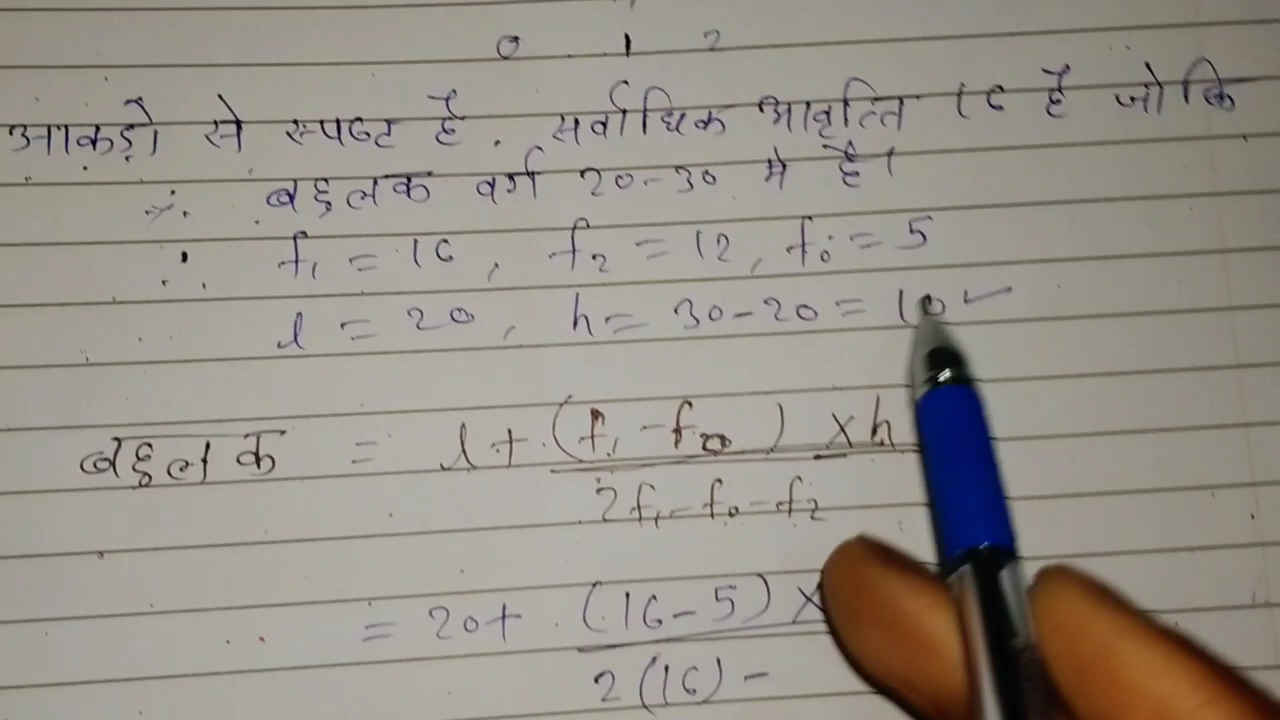 0 1 2
आकड़ो से स्पष्ट है . सर्वाधिक आवृत्ति 16 है जो कि
∴ बहुलक वर्ग 20-30 मे है।
∴ f₁ = 16, f₂ = 12, f₀ = 5
l = 20, h = 30-20 = 10 ✓
बहुलक = l + (f₁ - f₀) × h
2f₁ - f₀ - f₂
= 20 + (16-5) ×
2(16) -